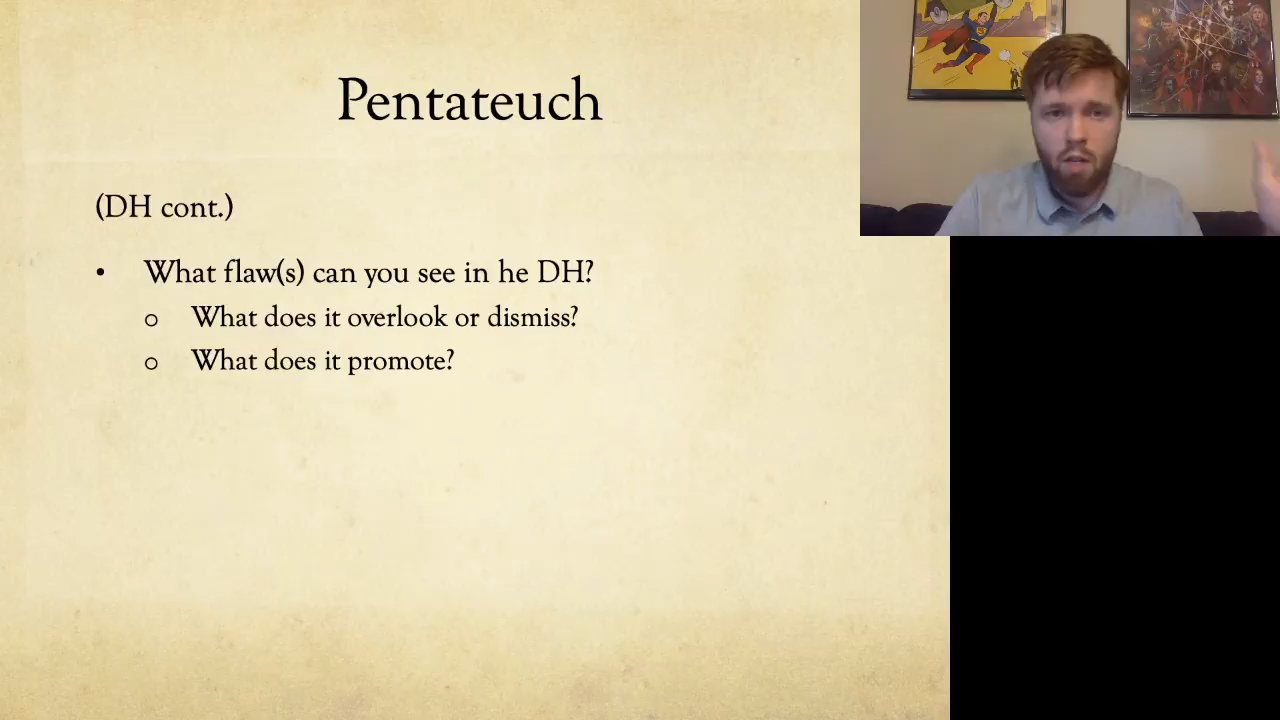 Pentateuch
(DH cont.)
• What flaw(s) can you see in he DH?
o What does it overlook or dismiss?
o What does it promote?